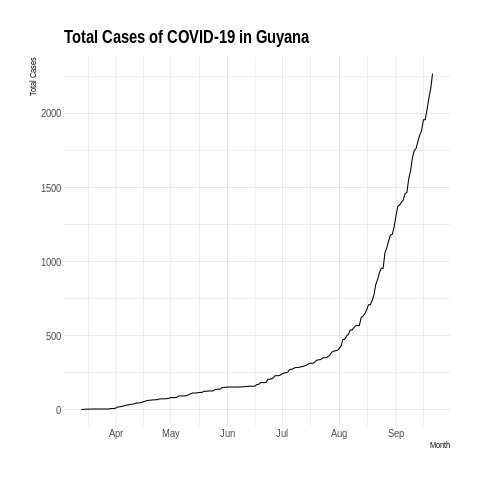 Total Cases of COVID-19 in Guyana
Total Cases
2000
1500
1000
500
0
Apr May Jun Jul Aug Sep
Month